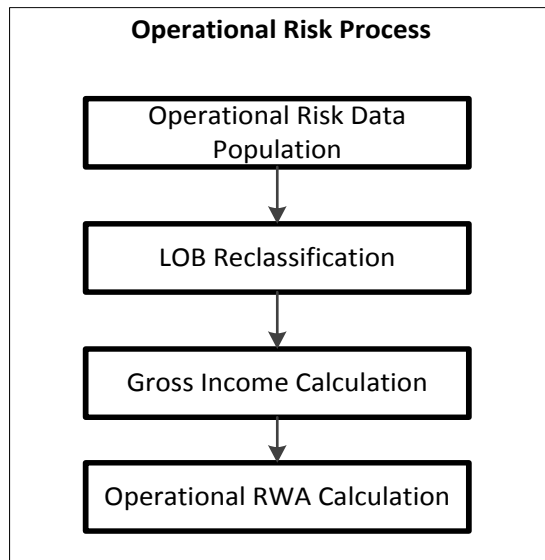 Operational Risk Process
Operational Risk Data
Population
LOB Reclassification
Gross Income Calculation
Operational RWA Calculation